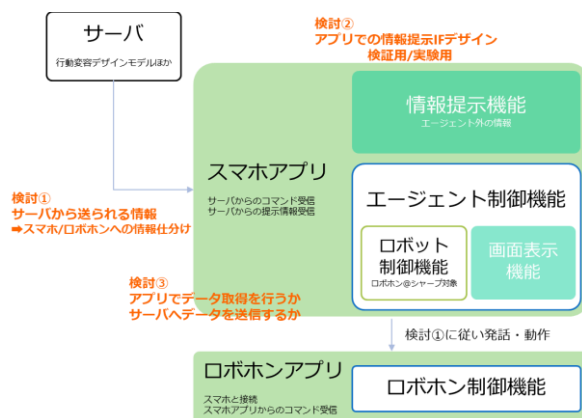 サーバ
行動変容デザインモデルほか
検討②
アプリでの情報提示IFデザイン
検証用/実験用
情報提示機能
エージェント外の情報
スマホアプリ
サーバからのコマンド受信
サーバからの提示情報受信
エージェント制御機能
ロボット
制御機能
ロボホン@シャープ対象
画面表示
機能
検討①
サーバから送られる情報
➡スマホ/ロボホンへの情報仕分け
検討③
アプリでデータ取得を行うか
サーバへデータを送信するか
検討①に従い発話・動作
ロボホンアプリ
スマホと接続
スマホアプリからのコマンド受信
ロボホン制御機能